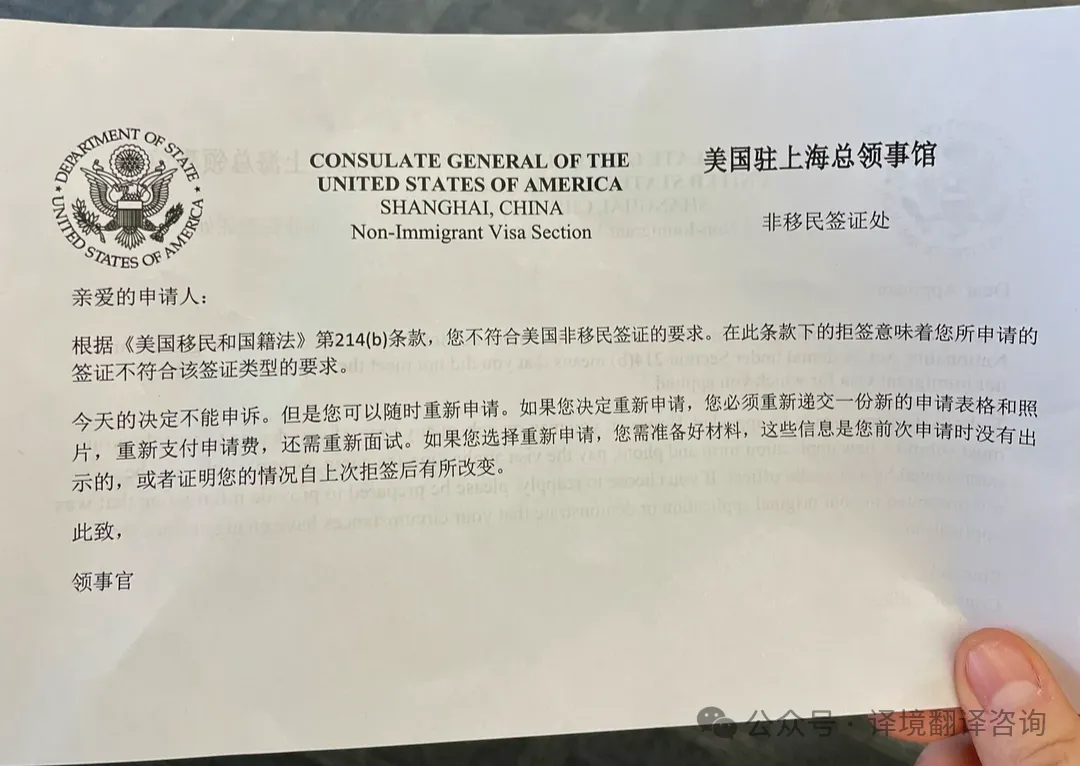 DEPARTMENT OF STATE
UNITED STATES OF AMERICA
CONSULATE GENERAL OF THE
UNITED STATES OF AMERICA
SHANGHAI, CHINA
Non-Immigrant Visa Section
美国驻上海总领事馆
非移民签证处
亲爱的申请人：
根据《美国移民和国籍法》第214(b)条款，您不符合美国非移民签证的要求。在此条款下的拒签意味着您所申请的
签证不符合该签证类型的要求。
今天的决定不能申诉。但是您可以随时重新申请。如果您决定重新申请，您必须重新递交一份新的申请表格和照
片，重新支付申请费，还需重新面试。如果您选择重新申请，您需准备好材料，这些信息是您前次申请时没有出
示的，或者证明您的情况自上次拒签后有所改变。
此致，
领事官
公众号·译境翻译咨询